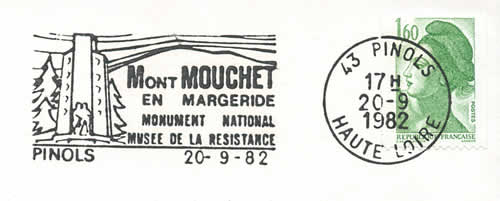 MONT MOUCHET
EN MARGERIDE
MONUMENT NATIONAL
MUSEE DE LA RESISTANCE
PINOLS 20-9-82
43 PINOLS
17H
20-9
1982
HAUTE LOIRE
1,60
POSTES
REPUBLIQUE FRANÇAISE